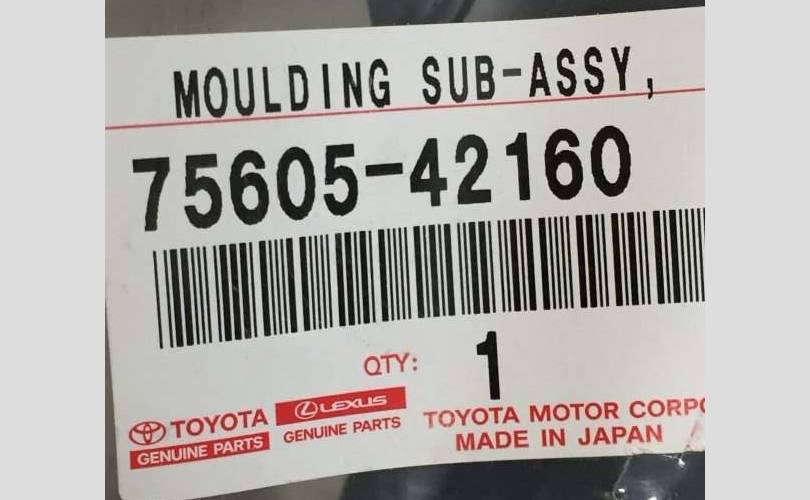 MOULDING SUB-ASSY,
75605-42160
QTY: 1
TOYOTA
GENUINE PARTS
LEXUS
GENUINE PARTS
TOYOTA MOTOR CORPO
MADE IN JAPAN